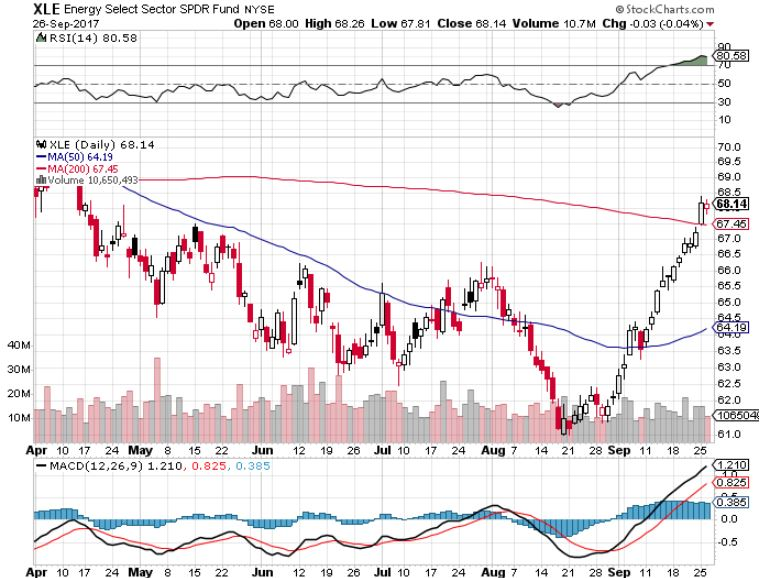 XLE Energy Select Sector SPDR Fund NYSE © StockCharts.com
26-Sep-2017 Open 68.00 High 68.26 Low 67.81 Close 68.14 Volume 10.7M Chg -0.03 (-0.04%)
RSI(14) 80.58
90
80.58
70
50
30
10
XLE (Daily) 68.14
MA(50) 64.19
MA(200) 67.45
Volume 10,650,493
70.0
69.5
69.0
68.5
68.14
67.45
67.0
66.5
66.0
65.5
65.0
64.5
64.19
40M 63.5
63.0
30M
62.5
20M 62.0
10M 1065049
61.0
Apr 10 17 24 May 8 15 22 Jun 12 19 26 Jul 10 17 24 Aug 7 14 21 28 Sep 11 18 25
MACD(12,26,9) 1.210, 0.825, 0.385
1.210
1.0
0.825
0.5
0.385
0.0
-0.5
Apr 10 17 24 May 8 15 22 Jun 12 19 26 Jul 10 17 24 Aug 7 14 21 28 Sep 11 18 25